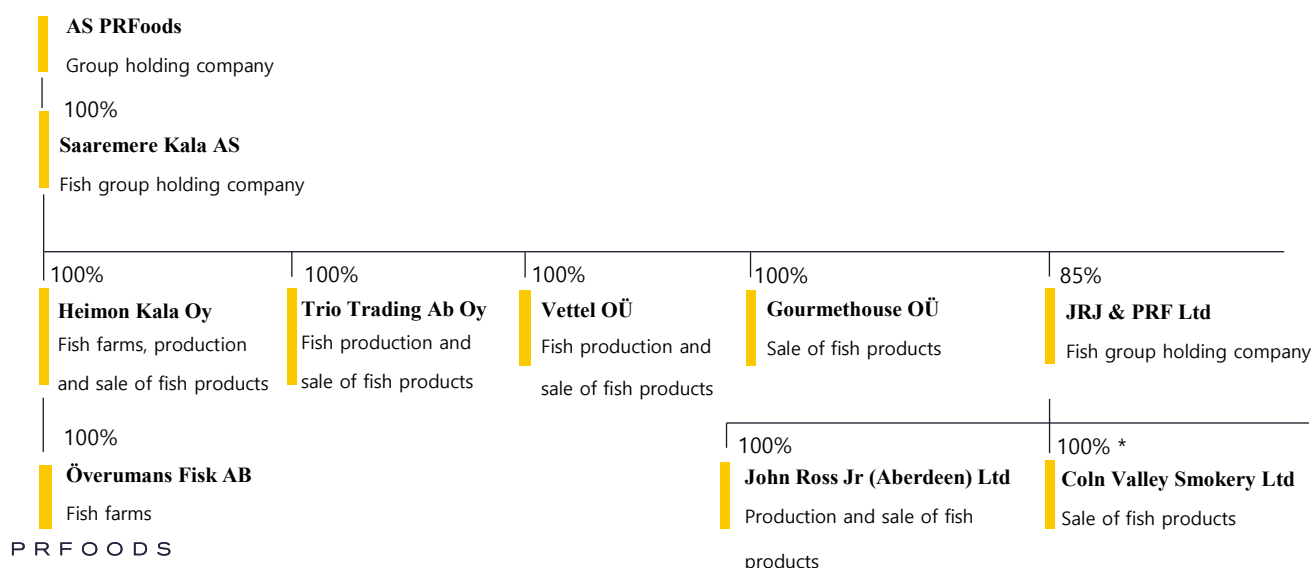 AS PRFoods
Group holding company
100%
Saaremere Kala AS
Fish group holding company
100%
Heimon Kala Oy
Fish farms, production
and sale of fish products
100%
Trio Trading Ab Oy
Fish production and
sale of fish products
100%
Vettel OÜ
Fish production and
sale of fish products
100%
Gourmethouse OÜ
Sale of fish products
85%
JRJ & PRF Ltd
Fish group holding company
100%
Överumans Fisk AB
Fish farms
100%
John Ross Jr (Aberdeen) Ltd
Production and sale of fish
products
100% *
Coln Valley Smokery Ltd
Sale of fish products
PRFOODS